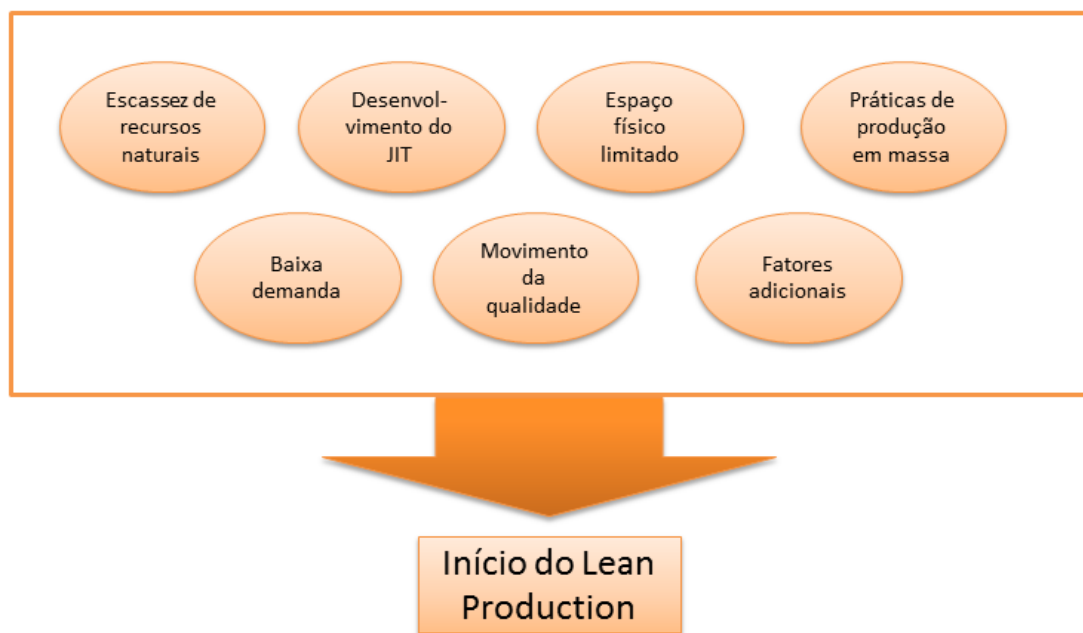 Escassez de
recursos
naturais
Desenvol-
vimento do
JIT
Espaço
físico
limitado
Práticas de
produção
em massa
Baixa
demanda
Movimento
da
qualidade
Fatores
adicionais
Início do Lean
Production